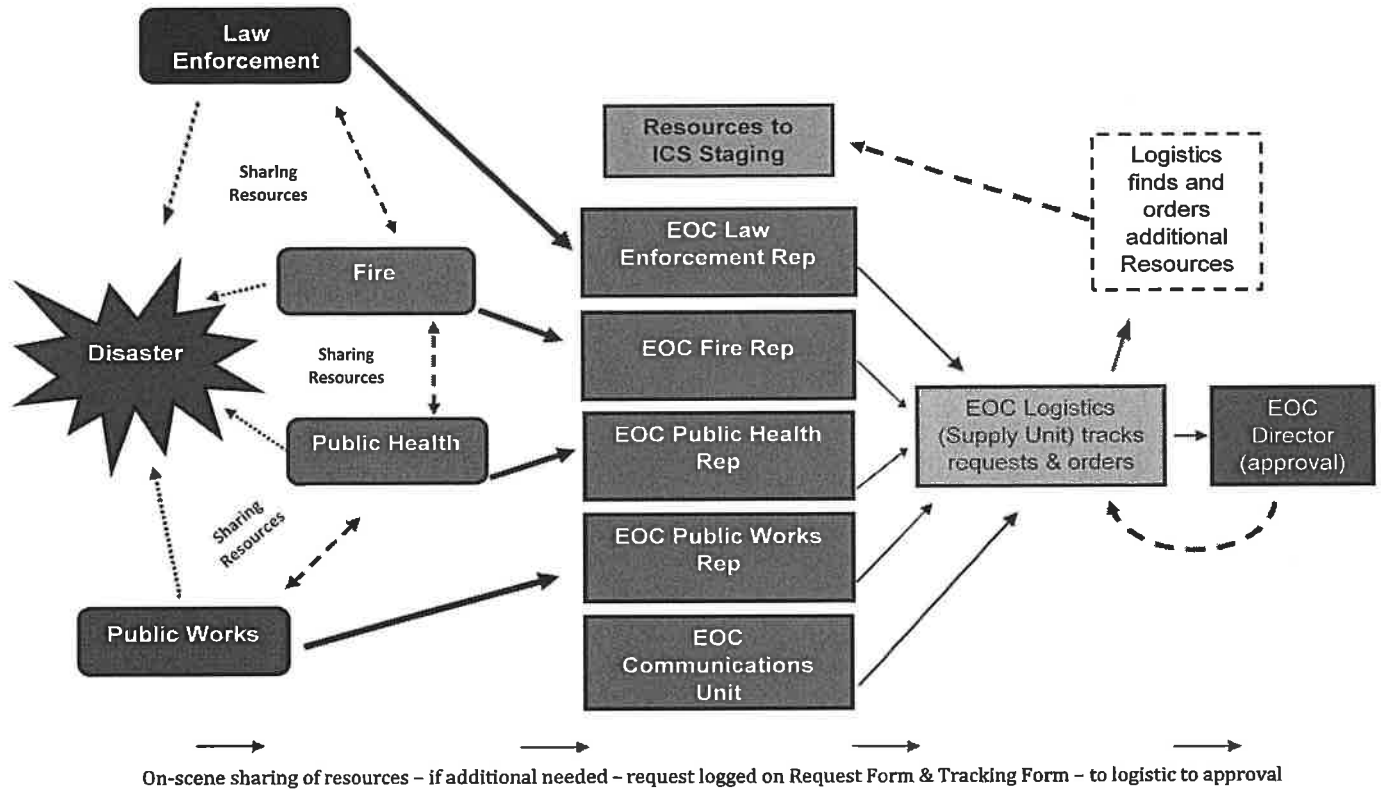 Law
Enforcement
Sharing
Resources
Fire
Disaster
Sharing
Resources
Public Health
Sharing
Resources
Public Works
Resources to
ICS Staging
EOC Law
Enforcement Rep
EOC Fire Rep
EOC Public Health
Rep
EOC Public Works
Rep
EOC
Communications
Unit
Logistics
finds and
orders
additional
Resources
EOC Logistics
(Supply Unit) tracks
requests & orders
EOC
Director
(approval)
On-scene sharing of resources – if additional needed – request logged on Request Form & Tracking Form – to logistic to approval